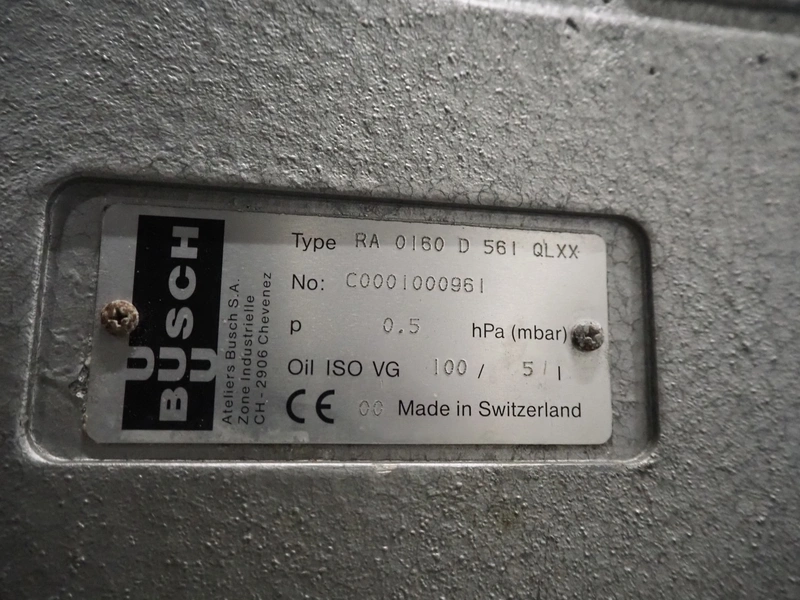 BUSCH
Ateliers Busch S.A.
Zone Industrielle
CH - 2906 Chevenez
Type RA 0160 D 561 QLXX
No: C0001000961
p 0.5 hPa (mbar)
Oil ISO VG 100 / 5 l
CE 00 Made in Switzerland